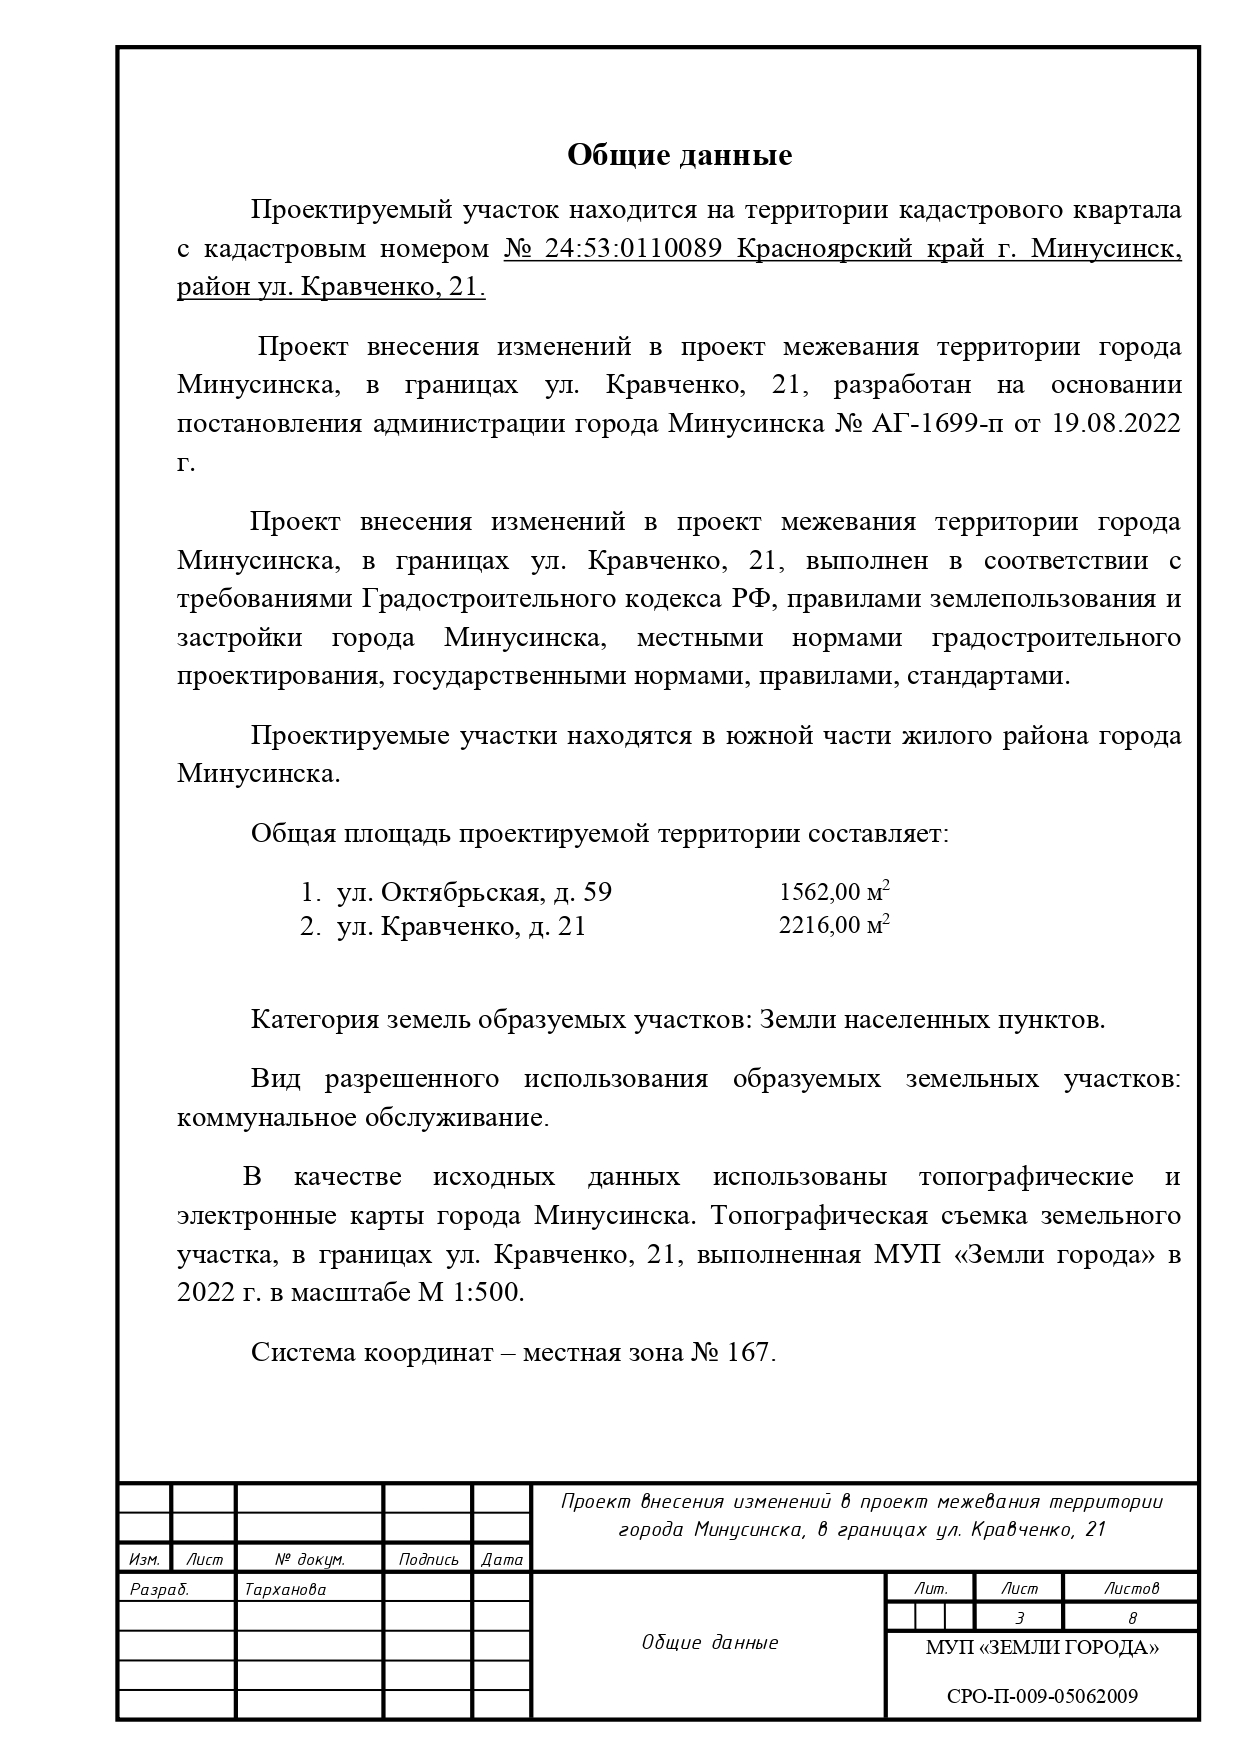 Общие данные
Проектируемый участок находится на территории кадастрового квартала
с кадастровым номером № 24:53:0110089 Красноярский край г. Минусинск,
район ул. Кравченко, 21.
Проект внесения изменений в проект межевания территории города
Минусинска, в границах ул. Кравченко, 21, разработан на основании
постановления администрации города Минусинска № АГ-1699-п от 19.08.2022
г.
Проект внесения изменений в проект межевания территории города
Минусинска, в границах ул. Кравченко, 21, выполнен в соответствии с
требованиями Градостроительного кодекса РФ, правилами землепользования и
застройки города Минусинска, местными нормами градостроительного
проектирования, государственными нормами, правилами, стандартами.
Проектируемые участки находятся в южной части жилого района города
Минусинска.
Общая площадь проектируемой территории составляет:
1. ул. Октябрьская, д. 59 1562,00 м²
2. ул. Кравченко, д. 21 2216,00 м²
Категория земель образуемых участков: Земли населенных пунктов.
Вид разрешенного использования образуемых земельных участков:
коммунальное обслуживание.
В качестве исходных данных использованы топографические и
электронные карты города Минусинска. Топографическая съемка земельного
участка, в границах ул. Кравченко, 21, выполненная МУП «Земли города» в
2022 г. в масштабе М 1:500.
Система координат – местная зона № 167.
Проект внесения изменений в проект межевания территории
города Минусинска, в границах ул. Кравченко, 21
Изм. Лист № докум. Подпись Дата
Разраб. Тарханова
Общие данные
Лит. Лист Листов
3 8
МУП «ЗЕМЛИ ГОРОДА»
СРО-П-009-05062009